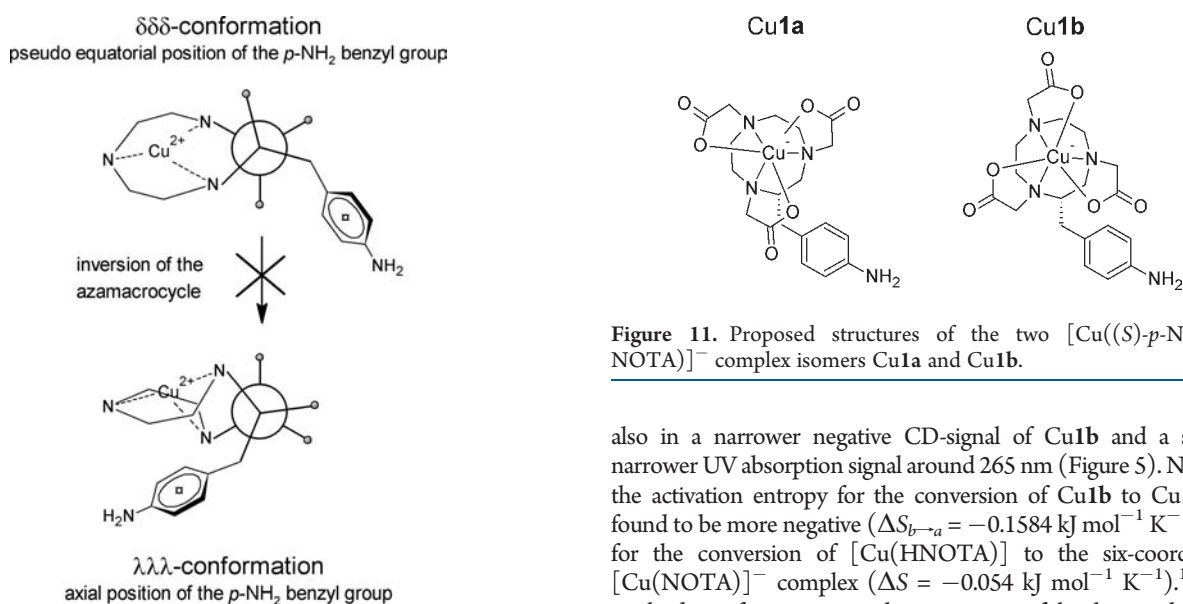 δδδ-conformation
pseudo equatorial position of the p-NH₂ benzyl group
N
Cu²⁺
N
N
NH₂
inversion of the
azamacrocycle
N
Cu²⁺
N
N
H₂N
λλλ-conformation
axial position of the p-NH₂ benzyl group
Cu1a
Cu1b
O
O
O
N
O
Cu⁻
N
N
O
O
NH₂
O
O
N
O
Cu⁻
N
N
O
O
O
NH₂
Figure 11. Proposed structures of the two [Cu((S)-p-N
NOTA)]⁻ complex isomers Cu1a and Cu1b.
also in a narrower negative CD-signal of Cu1b and a s
narrower UV absorption signal around 265 nm (Figure 5). N
the activation entropy for the conversion of Cu1b to Cu
found to be more negative (ΔS_b→a = −0.1584 kJ mol⁻¹ K⁻
for the conversion of [Cu(HNOTA)] to the six-coord
[Cu(NOTA)]⁻ complex (ΔS = −0.054 kJ mol⁻¹ K⁻¹).¹